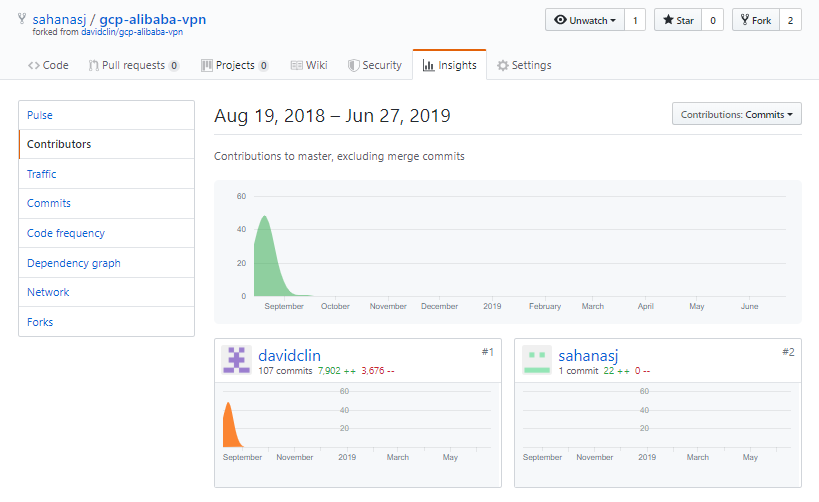 sahanasj / gcp-alibaba-vpn
forked from davidclin/gcp-alibaba-vpn
Unwatch 1 Star 0 Fork 2
Code Pull requests 0 Projects 0 Wiki Security Insights Settings
Pulse
Contributors
Traffic
Commits
Code frequency
Dependency graph
Network
Forks
Aug 19, 2018 – Jun 27, 2019
Contributions: Commits
Contributions to master, excluding merge commits
60
40
20
0
September October November December 2019 February March April May June
davidclin #1
107 commits 7,902 ++ 3,676 --
60
40
20
September November 2019 March May
sahanasj #2
1 commit 22 ++ 0 --
60
40
20
September November 2019 March May